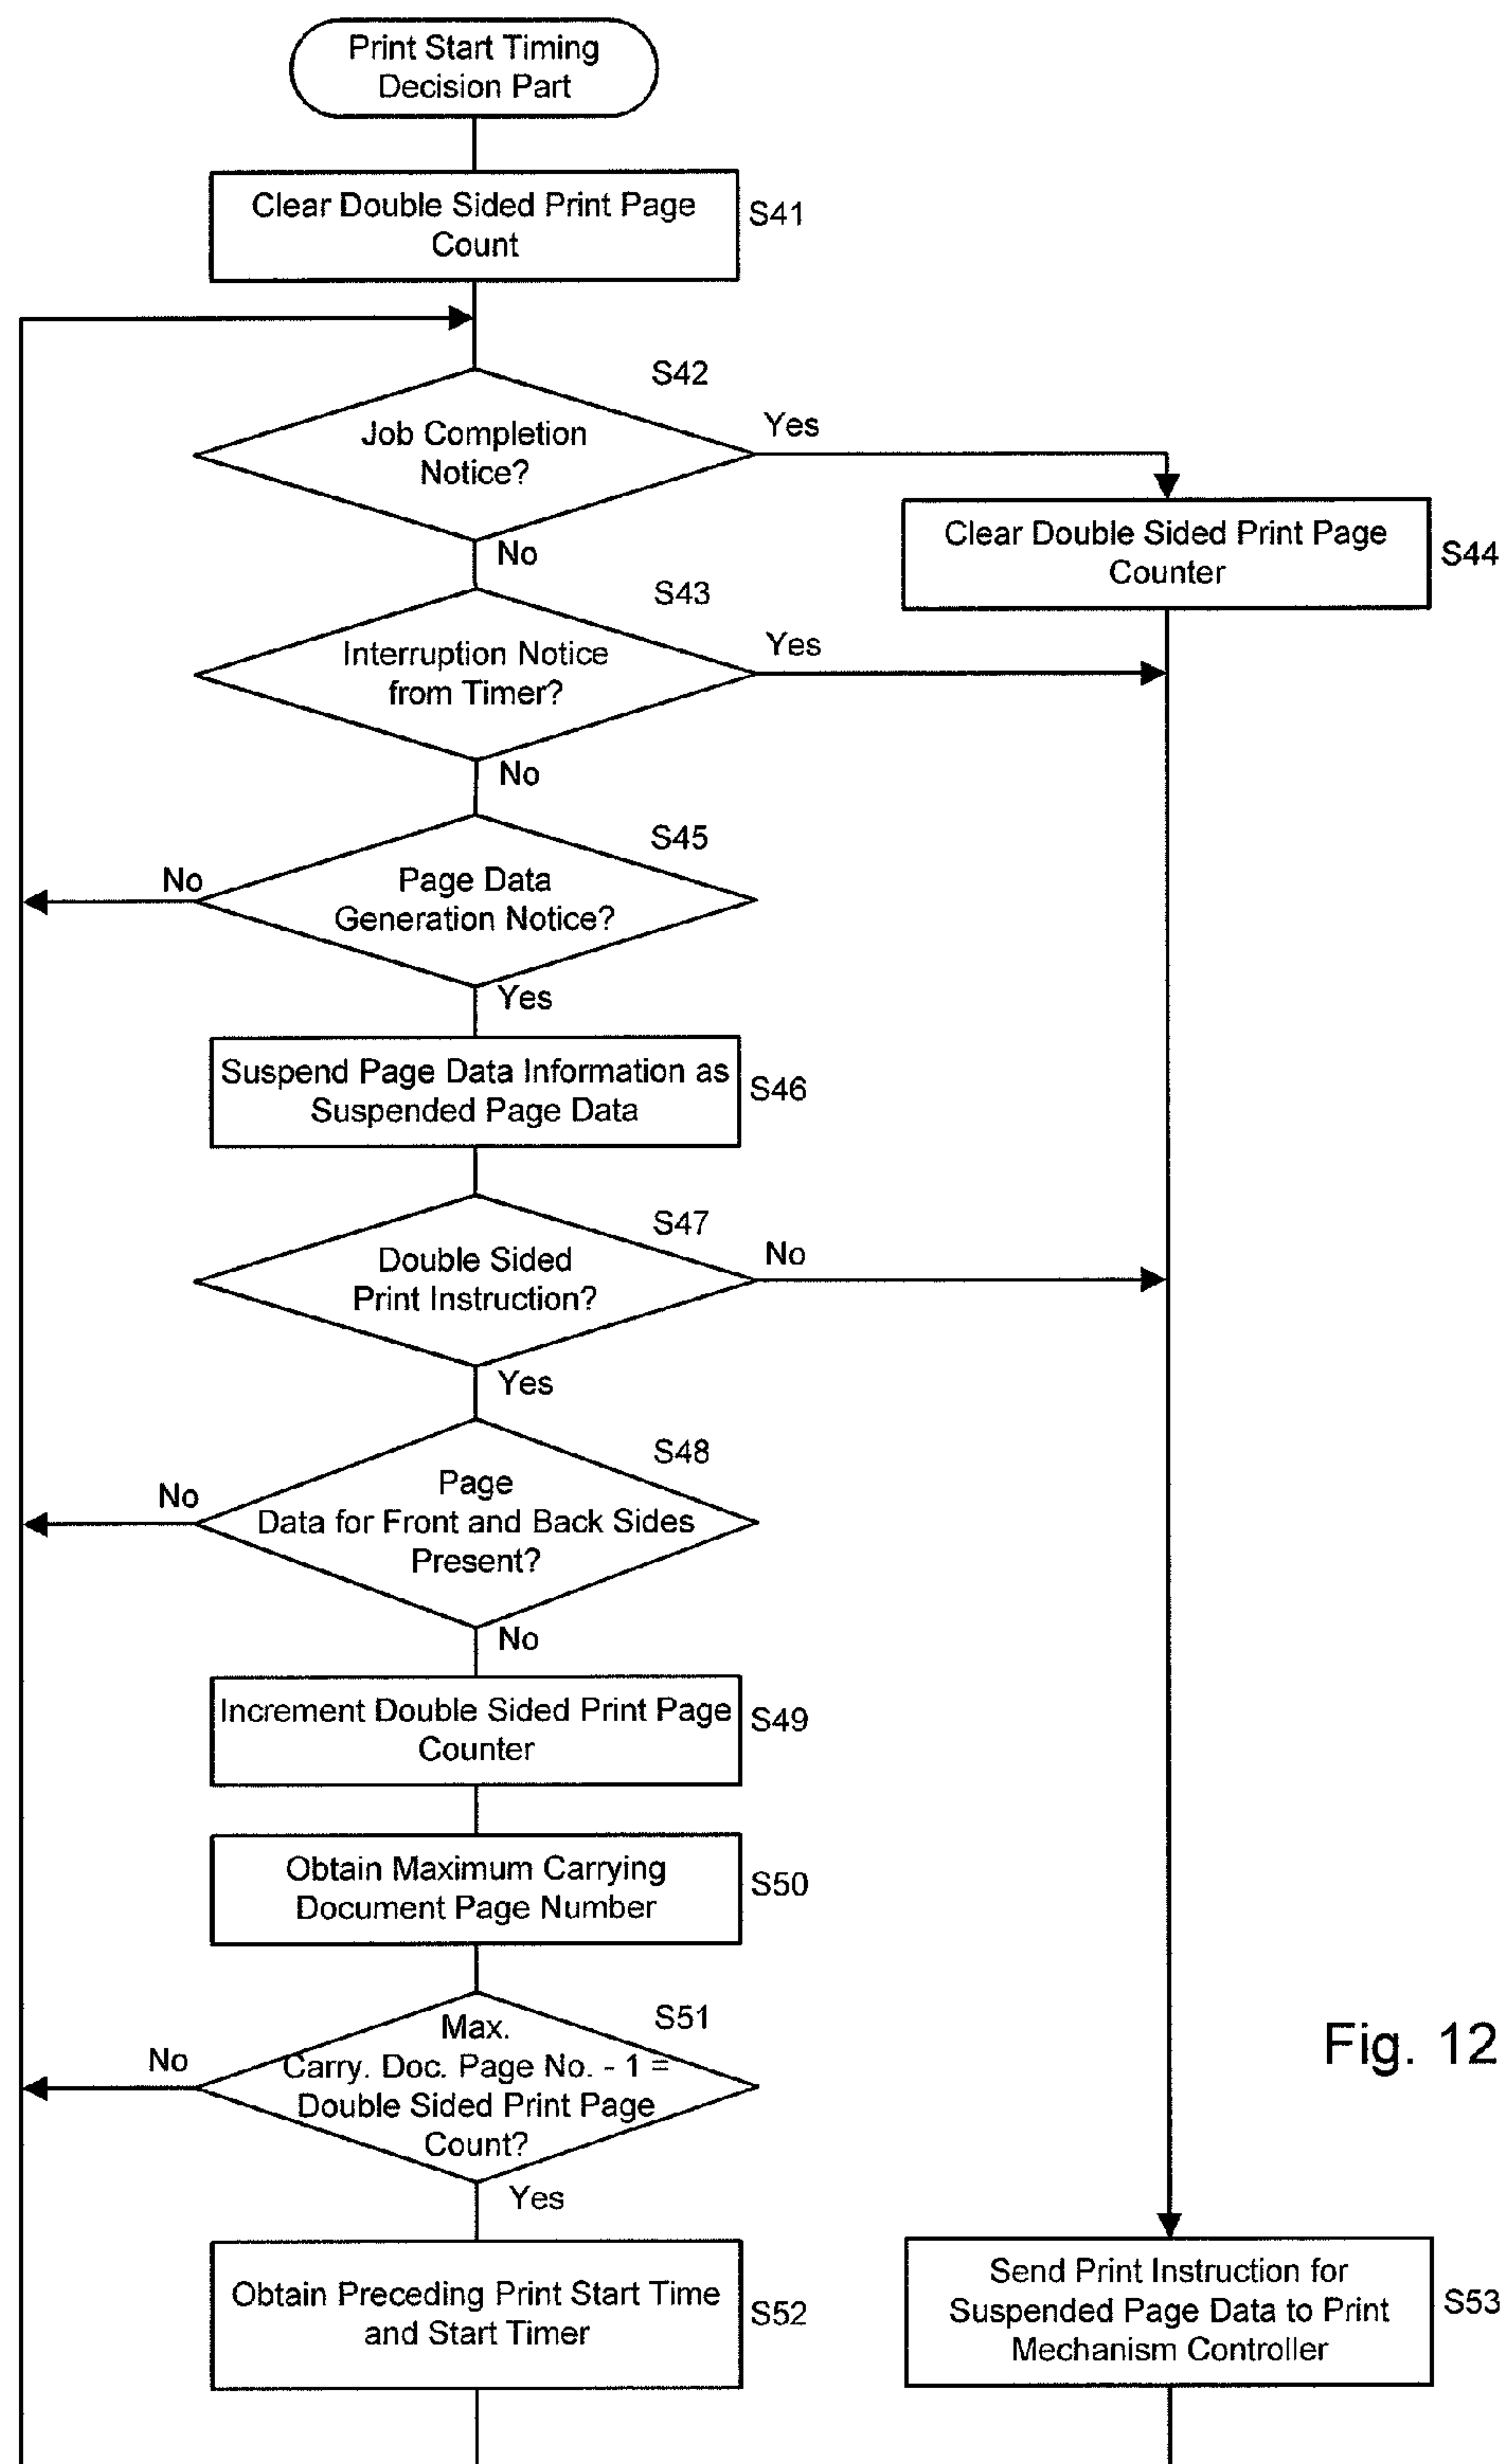 Print Start Timing
Decision Part
Clear Double Sided Print Page
Count
S41
S42
Job Completion
Notice?
Yes
No
Clear Double Sided Print Page
Counter
S44
S43
Interruption Notice
from Timer?
Yes
No
S45
Page Data
Generation Notice?
No
Yes
Suspend Page Data Information as
Suspended Page Data
S46
S47
Double Sided
Print Instruction?
No
Yes
S48
Page
Data for Front and Back Sides
Present?
No
No
Increment Double Sided Print Page
Counter
S49
Obtain Maximum Carrying
Document Page Number
S50
S51
Max.
Carry. Doc. Page No. - 1 =
Double Sided Print Page
Count?
No
Yes
Fig. 12
Obtain Preceding Print Start Time
and Start Timer
S52
Send Print Instruction for
Suspended Page Data to Print
Mechanism Controller
S53